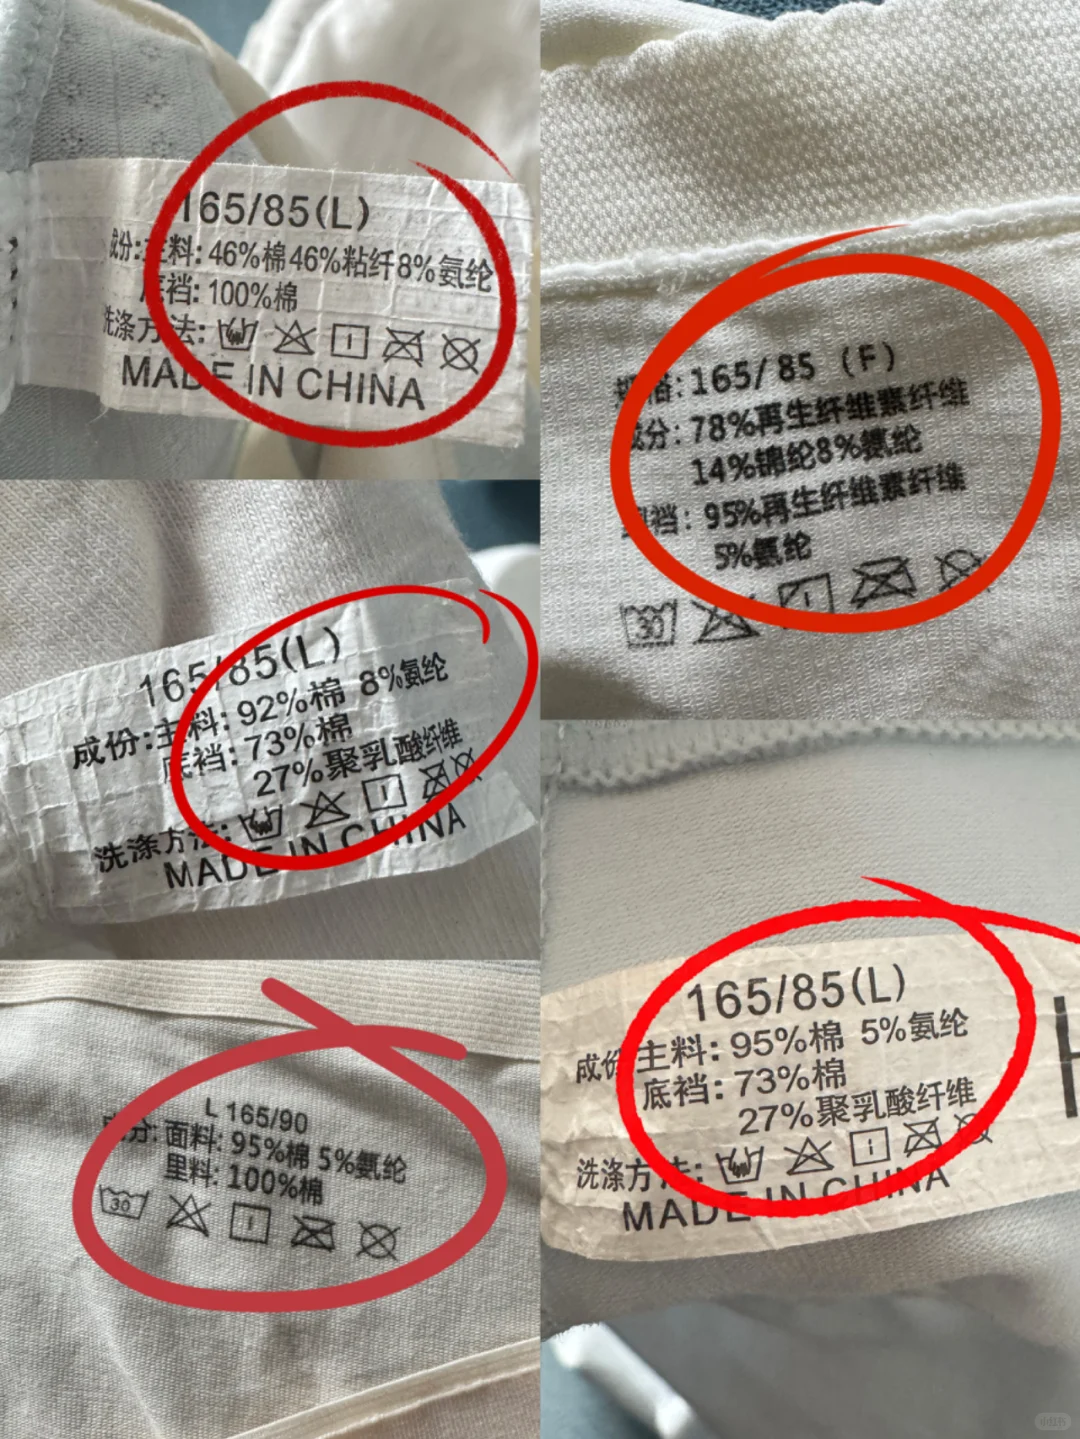 165/85(L)
成份:主料:46%棉46%粘纤8%氨纶
底裆:100%棉
洗涤方法:
MADE IN CHINA
规格:165/85 (F)
成分:78%再生纤维素纤维
14%锦纶8%氨纶
裆:95%再生纤维素纤维
5%氨纶
30
165/85(L)
成份:主料:92%棉 8%氨纶
底裆:73%棉
27%聚乳酸纤维
洗涤方法:
MADE IN CHINA
165/85(L)
成份:主料:95%棉 5%氨纶
底裆:73%棉
27%聚乳酸纤维
洗涤方法:
MADE IN CHINA
L 165/90
成分:面料:95%棉 5%氨纶
里料:100%棉
30
小红书